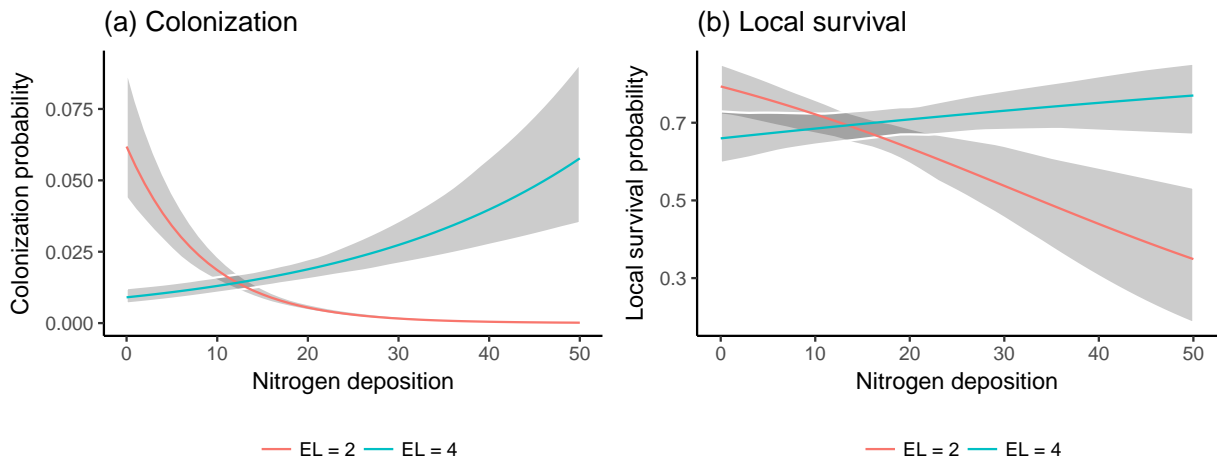 (a) Colonization
Colonization probability
0.075
0.050
0.025
0.000
0 10 20 30 40 50
Nitrogen deposition
EL = 2 EL = 4
(b) Local survival
Local survival probability
0.7
0.5
0.3
0 10 20 30 40 50
Nitrogen deposition
EL = 2 EL = 4